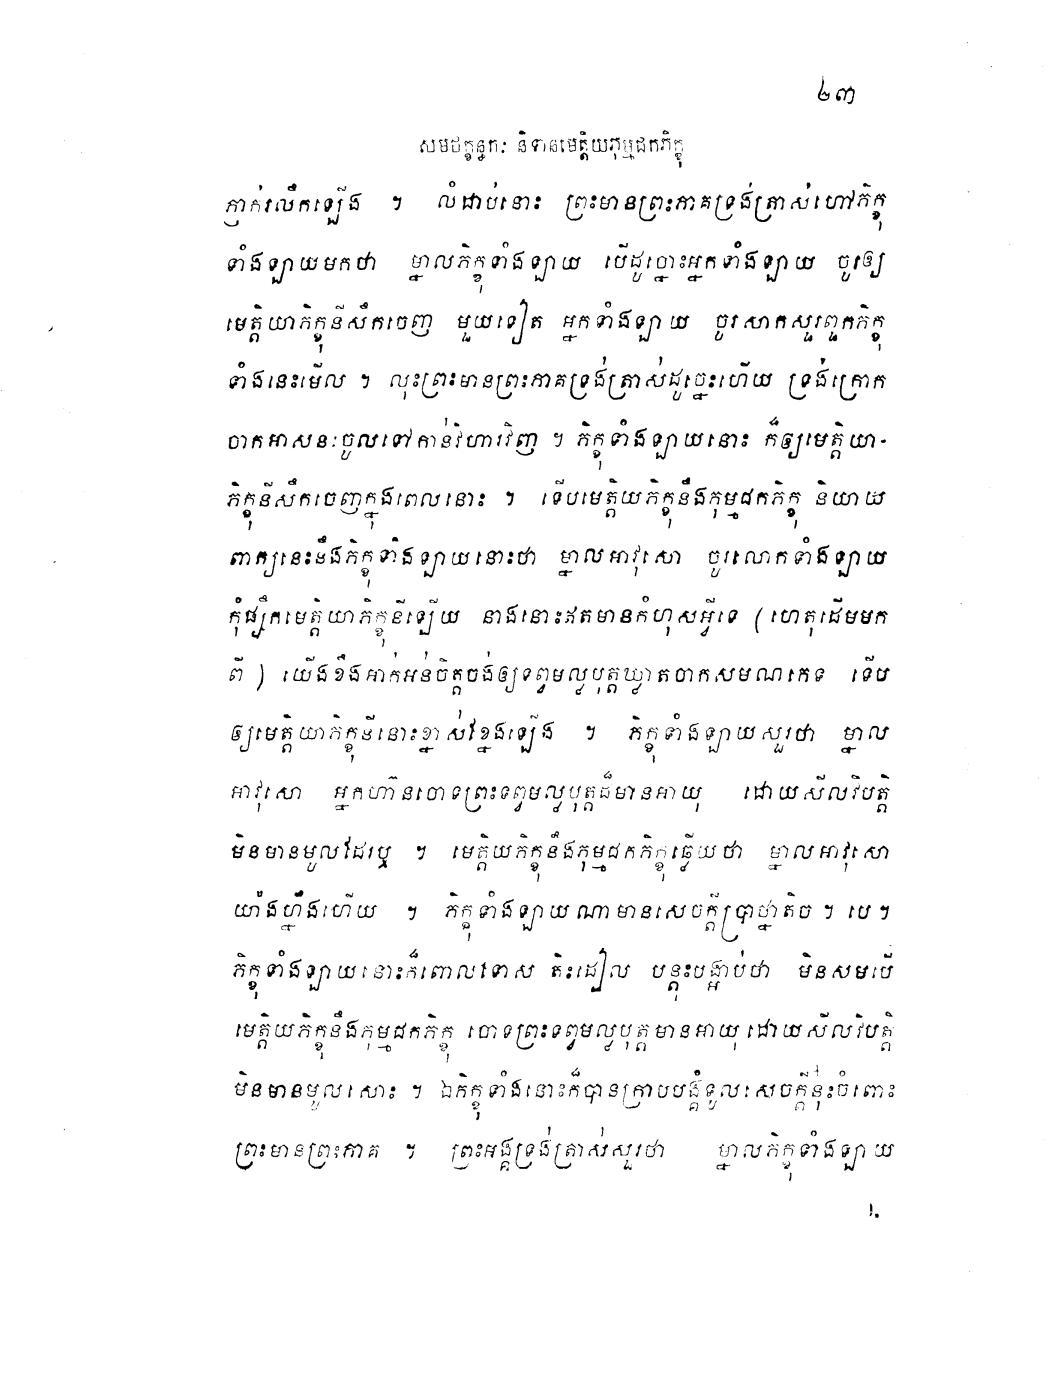 ២៣
សមថក្ខន្ធកៈ និទានមេត្តិយភុម្មជកភិក្ខុ
ភ្ញាក់រលឹកឡើង ។ លំដាប់នោះ ព្រះមានព្រះភាគទ្រង់ត្រាស់ហៅភិក្ខុ
ទាំងឡាយមកថា ម្នាលភិក្ខុទាំងឡាយ បើដូច្នោះអ្នកទាំងឡាយ ចូរឲ្យ
មេត្តិយាភិក្ខុនីសឹកចេញ មួយទៀត អ្នកទាំងឡាយ ចូរសាកសួរពួកភិក្ខុ
ទាំងនេះមើល ។ លុះព្រះមានព្រះភាគទ្រង់ត្រាស់ដូច្នេះហើយ ទ្រង់ក្រោក
ចាកអាសនៈចូលទៅកាន់វិហារវិញ ។ ភិក្ខុទាំងឡាយនោះ ក៏ឲ្យមេត្តិយា-
ភិក្ខុនីសឹកចេញក្នុងពេលនោះ ។ ទើបមេត្តិយភិក្ខុនឹងកុម្មជកភិក្ខុ និយាយ
ពាក្យនេះនឹងភិក្ខុទាំងឡាយនោះថា ម្នាលអាវុសោ ចូរលោកទាំងឡាយ
កុំផ្សឹកមេត្តិយាភិក្ខុនីឡើយ នាងនោះឥតមានកំហុសអ្វីទេ ( ហេតុដើមមក
ពី ) យើងខឹងអាក់អន់ចិត្តចង់ឲ្យទព្វមល្លបុត្តឃ្លាតចាកសមណភេទ ទើប
ឲ្យមេត្តិយាភិក្ខុនីនោះខ្នាស់ខ្នែងឡើង ។ ភិក្ខុទាំងឡាយសួរថា ម្នាល
អាវុសោ អ្នកហ៊ានចោទព្រះទព្វមល្លបុត្តដ៏មានអាយុ ដោយសីលវិបត្តិ
មិនមានមូលដែរឬ ។ មេត្តិយភិក្ខុនឹងភុម្មជកភិក្ខុឆ្លើយថា ម្នាលអាវុសោ
យ៉ាងហ្នឹងហើយ ។ ភិក្ខុទាំងឡាយណាមានសេចក្តីប្រាថ្នាតិច ។ បេ ។
ភិក្ខុទាំងឡាយនោះក៏ពោលទោស តិះដៀល បន្តុះបង្អាប់ថា មិនសមបើ
មេត្តិយភិក្ខុនឹងកុម្មជកភិក្ខុ ចោទព្រះទព្វមល្លបុត្តមានអាយុដោយសីលវិបត្តិ
មិនមានមូលសោះ ។ ឯភិក្ខុទាំងនោះក៏បានក្រាបបង្គំទូលសេចក្តីនុ៎ះចំពោះ
ព្រះមានព្រះភាគ ។ ព្រះអង្គទ្រង់ត្រាស់សួរថា ម្នាលភិក្ខុទាំងឡាយ